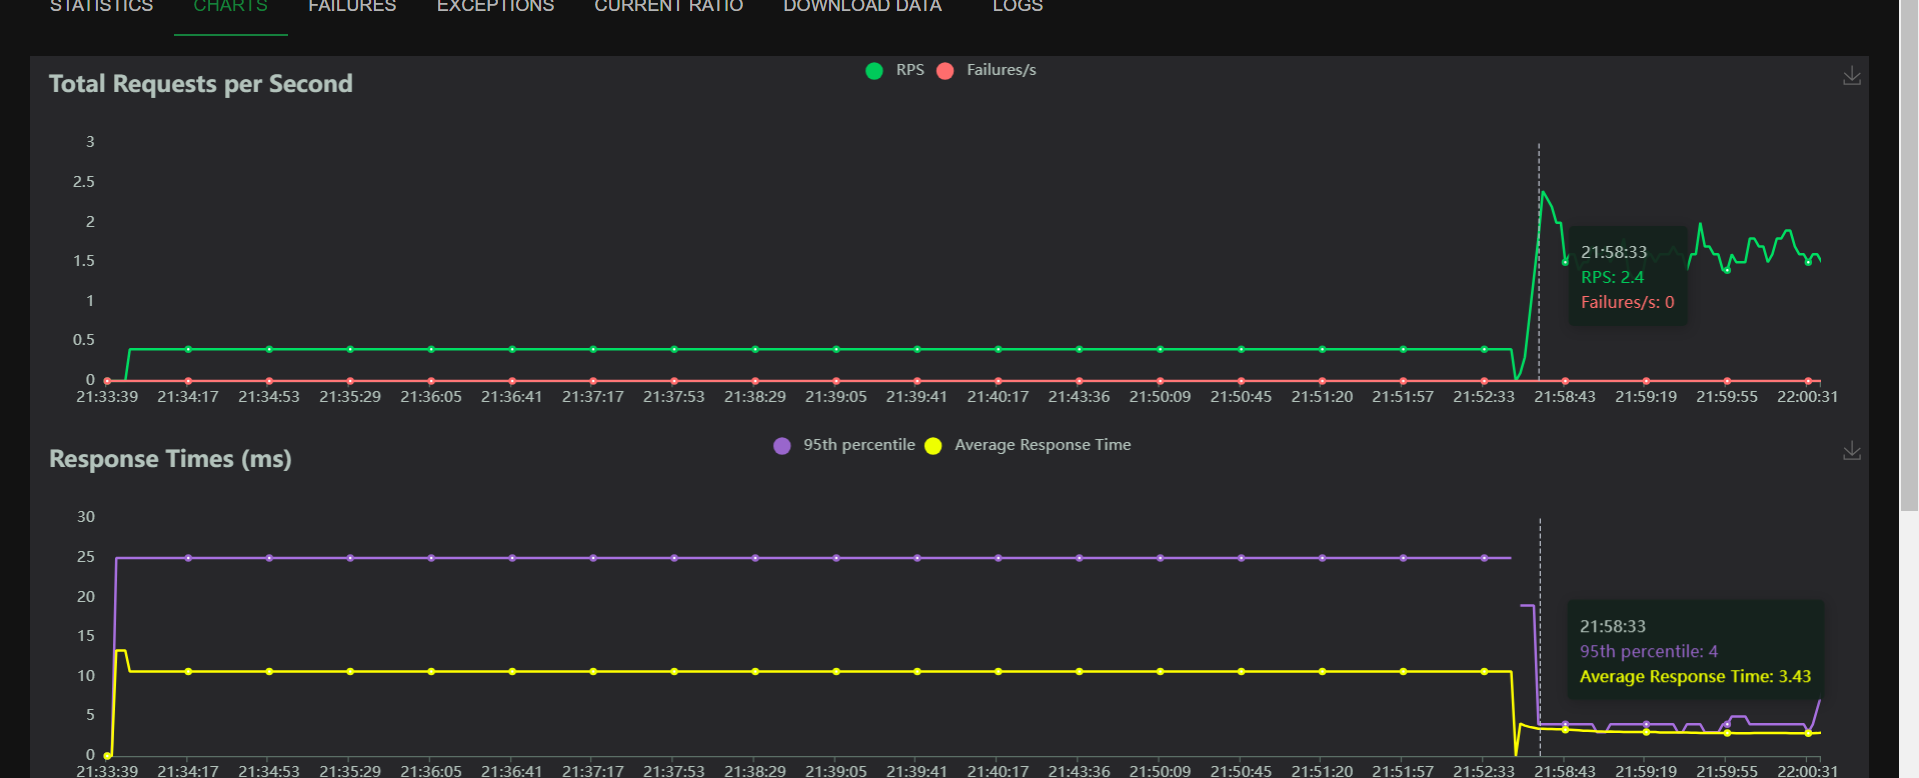 STATISTICS CHARTS FAILURES EXCEPTIONS CURRENT RATIO DOWNLOAD DATA LOGS
Total Requests per Second
RPS Failures/s
3
2.5
2
1.5
1
0.5
0
21:58:33
RPS: 2.4
Failures/s: 0
21:33:39 21:34:17 21:34:53 21:35:29 21:36:05 21:36:41 21:37:17 21:37:53 21:38:29 21:39:05 21:39:41 21:40:17 21:43:36 21:50:09 21:50:45 21:51:20 21:51:57 21:52:33 21:58:43 21:59:19 21:59:55 22:00:31
Response Times (ms)
95th percentile Average Response Time
30
25
20
15
10
5
0
21:58:33
95th percentile: 4
Average Response Time: 3.43
21:33:39 21:34:17 21:34:53 21:35:29 21:36:05 21:36:41 21:37:17 21:37:53 21:38:29 21:39:05 21:39:41 21:40:17 21:43:36 21:50:09 21:50:45 21:51:20 21:51:57 21:52:33 21:58:43 21:59:19 21:59:55 22:00:31